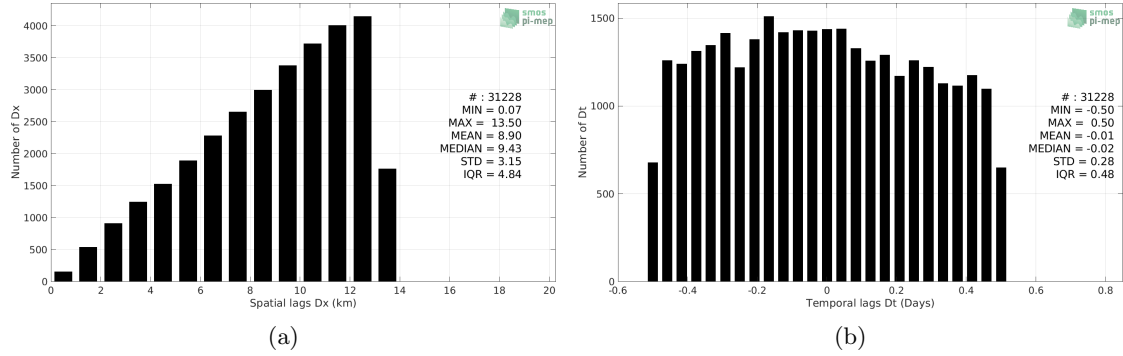 4000
3500
3000
2500
2000
1500
1000
500
0
Number of Dx
smos
pi-mep
# : 31228
MIN = 0.07
MAX = 13.50
MEAN = 8.90
MEDIAN = 9.43
STD = 3.15
IQR = 4.84
0 2 4 6 8 10 12 14 16 18 20
Spatial lags Dx (km)
(a)
1500
1000
500
0
Number of Dt
smos
pi-mep
# : 31228
MIN = -0.50
MAX = 0.50
MEAN = -0.01
MEDIAN = -0.02
STD = 0.28
IQR = 0.48
-0.6 -0.4 -0.2 0 0.2 0.4 0.6 0.8
Temporal lags Dt (Days)
(b)